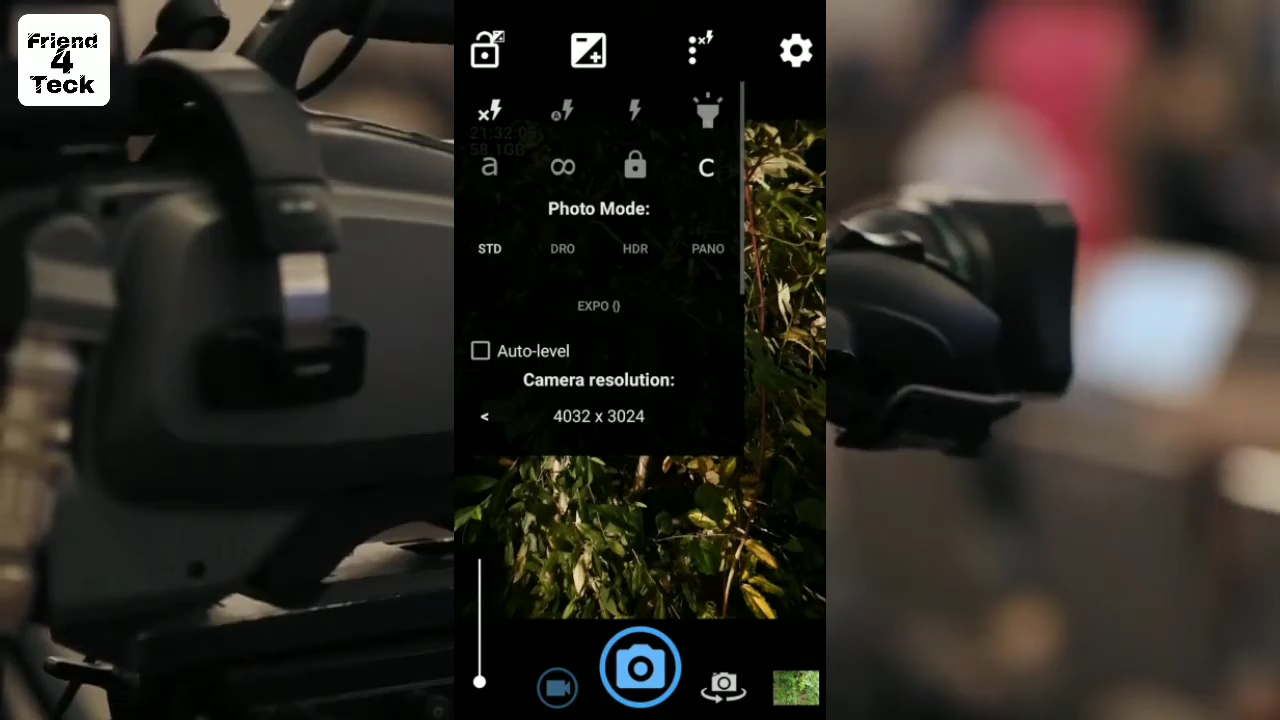 Friend
4
Teck
21:32:05
58.1GB
a ∞ C
Photo Mode:
STD DRO HDR PANO
EXPO {}
Auto-level
Camera resolution:
< 4032 x 3024